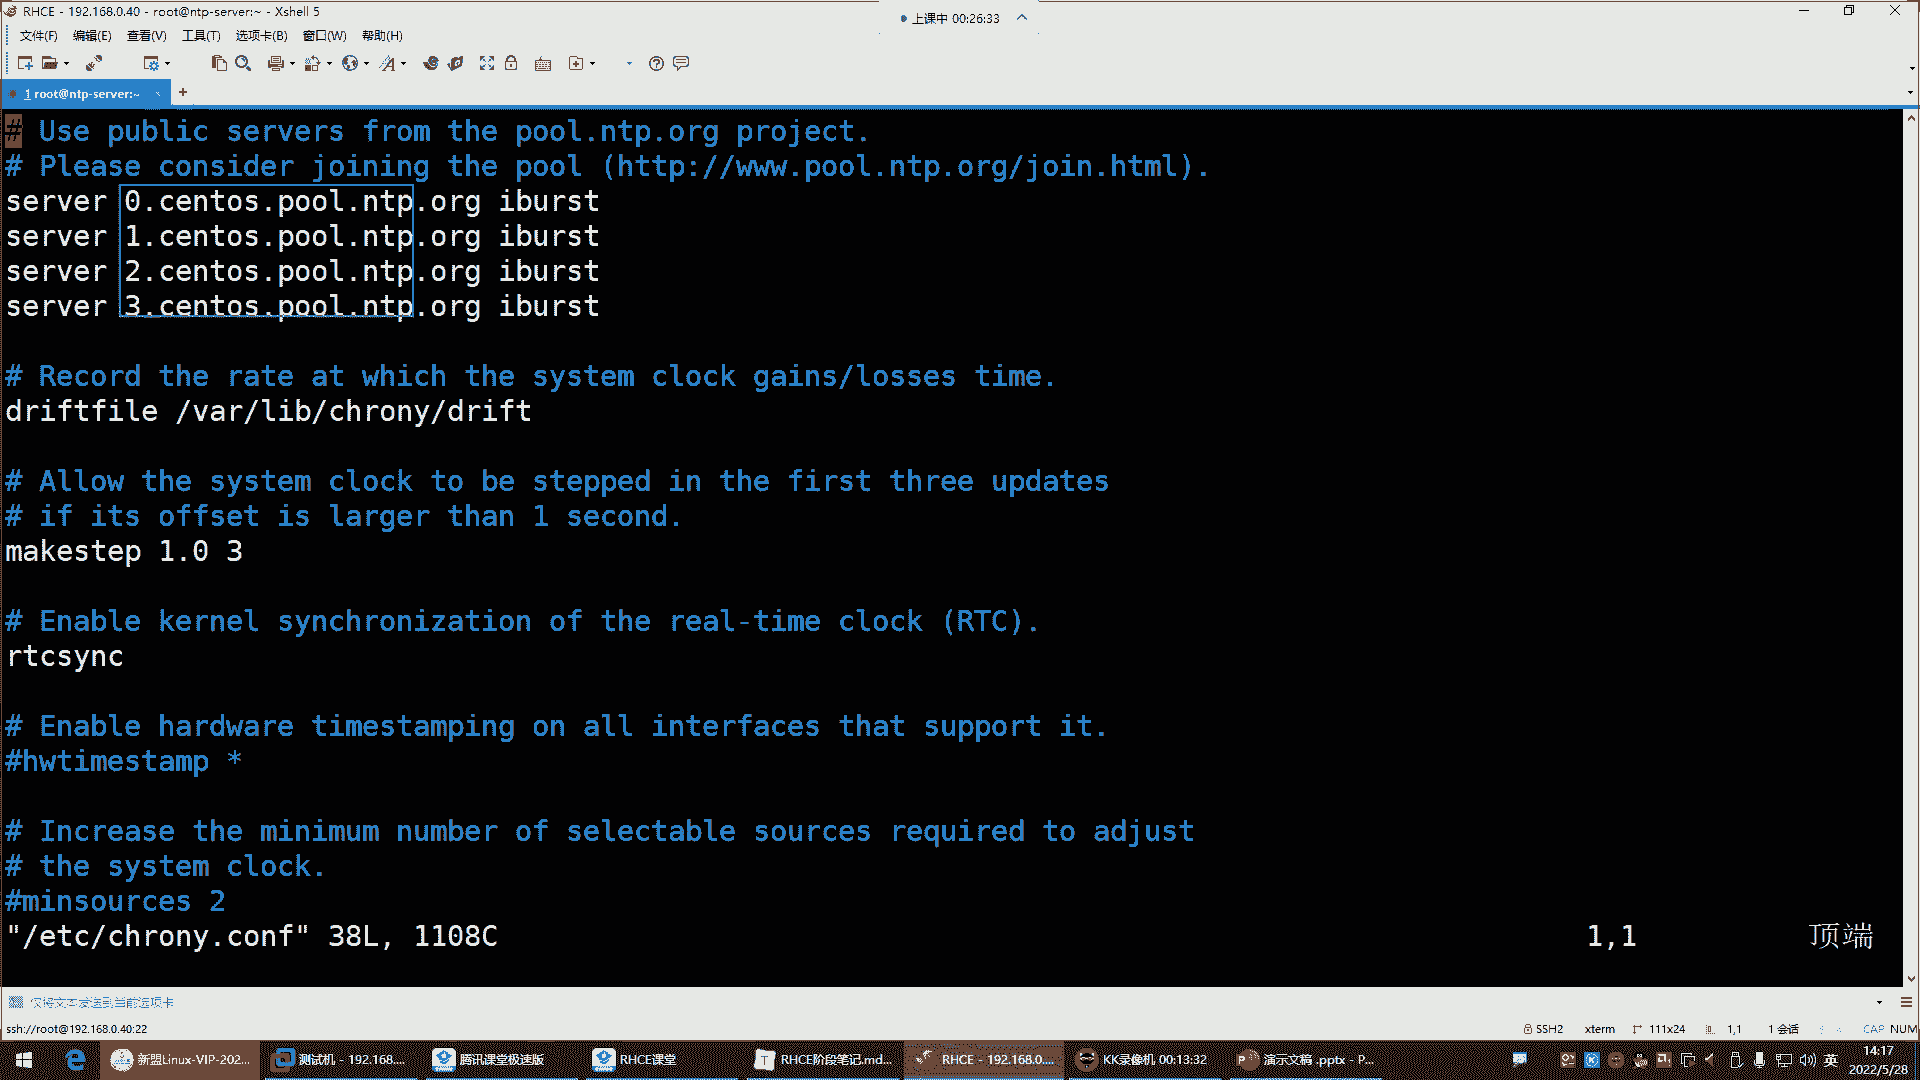 RHCE - 192.168.0.40 - root@ntp-server:~ - Xshell 5
上课中 00:26:33
文件(F) 编辑(E) 查看(V) 工具(T) 选项卡(B) 窗口(W) 帮助(H)
1 root@ntp-server:~ × +
# Use public servers from the pool.ntp.org project.
# Please consider joining the pool (http://www.pool.ntp.org/join.html).
server 0.centos.pool.ntp.org iburst
server 1.centos.pool.ntp.org iburst
server 2.centos.pool.ntp.org iburst
server 3.centos.pool.ntp.org iburst
# Record the rate at which the system clock gains/losses time.
driftfile /var/lib/chrony/drift
# Allow the system clock to be stepped in the first three updates
# if its offset is larger than 1 second.
makestep 1.0 3
# Enable kernel synchronization of the real-time clock (RTC).
rtcsync
# Enable hardware timestamping on all interfaces that support it.
#hwtimestamp *
# Increase the minimum number of selectable sources required to adjust
# the system clock.
#minsources 2
"/etc/chrony.conf" 38L, 1108C 1,1 顶端
仅将文本发送到当前选项卡
ssh://root@192.168.0.40:22 SSH2 xterm 111x24 1,1 1 会话 CAP NUM
新盟Linux-VIP-202... 测试机 - 192.168.... 腾讯课堂极速版 RHCE课堂 RHCE阶段笔记.md... RHCE - 192.168.0.... KK录像机 00:13:32 演示文稿 .pptx - P... 英 14:17
2022/5/28